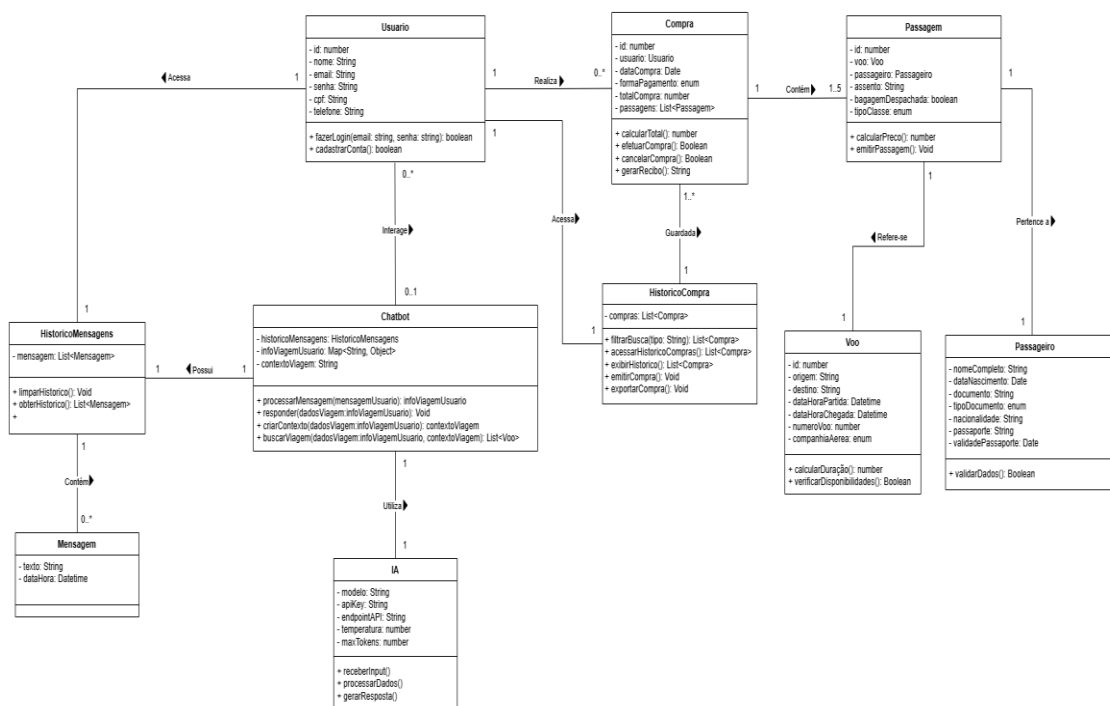 Usuario
- id: number
- nome: String
- email: String
- senha: String
- cpf: String
- telefone: String
+ fazerLogin(email: string, senha: string): boolean
+ cadastrarConta(): boolean
Compra
- id: number
- usuario: Usuario
- dataCompra: Date
- formaPagamento: enum
- totalCompra: number
- passagens: List<Passagem>
+ calcularTotal(): number
+ efetuarCompra(): Boolean
+ cancelarCompra(): Boolean
+ gerarRecibo(): String
Passagem
- id: number
- voo: Voo
- passageiro: Passageiro
- assento: String
- bagagemDespachada: boolean
- tipoClasse: enum
+ calcularPreco(): number
+ emitirPassagem(): Void
Acessa
1
1
1
Realiza
0..*
1
Contém
1..5
1
1
0..*
Interage
0..1
1
Acessa
1
1..*
Guardada
1
1
Refere-se
1
Pertence a
1
HistoricoMensagens
- mensagem: List<Mensagem>
+ limparHistorico(): Void
+ obterHistorico(): List<Mensagem>
+
1
Possui
1
Chatbot
- historicoMensagens: HistoricoMensagens
- infoViagemUsuario: Map<String, Object>
- contextoViagem: String
+ processarMensagem(mensagemUsuario): infoViagemUsuario
+ responder(dadosViagem:infoViagemUsuario): Void
+ criarContexto(dadosViagem:infoViagemUsuario): contextoViagem
+ buscarViagem(dadosViagem:infoViagemUsuario, contextoViagem): List<Voo>
HistoricoCompra
- compras: List<Compra>
+ filtrarBusca(tipo: String): List<Compra>
+ acessarHistoricoCompras(): List<Compra>
+ exibirHistorico(): List<Compra>
+ emitirCompra(): Void
+ exportarCompra(): Void
Voo
- id: number
- origem: String
- destino: String
- dataHoraPartida: Datetime
- dataHoraChegada: Datetime
- numeroVoo: number
- companhiaAerea: enum
+ calcularDuração(): number
+ verificarDisponibilidades(): Boolean
Passageiro
- nomeCompleto: String
- dataNascimento: Date
- documento: String
- tipoDocumento: enum
- nacionalidade: String
- passaporte: String
- validadePassaporte: Date
+ validarDados(): Boolean
1
Contém
0..*
1
Utiliza
1
Mensagem
- texto: String
- dataHora: Datetime
IA
- modelo: String
- apiKey: String
- endpointAPI: String
- temperatura: number
- maxTokens: number
+ receberInput()
+ processarDados()
+ gerarResposta()